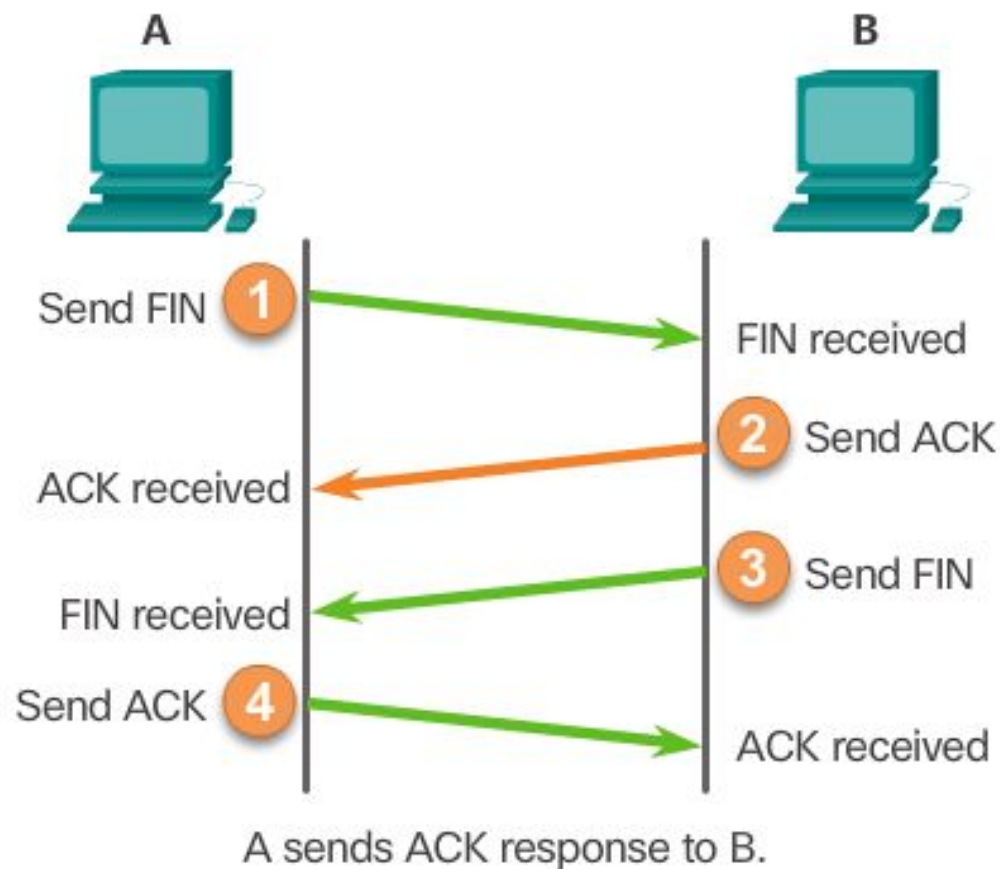 A
B
Send FIN 1
FIN received
2 Send ACK
ACK received
3 Send FIN
FIN received
Send ACK 4
ACK received
A sends ACK response to B.